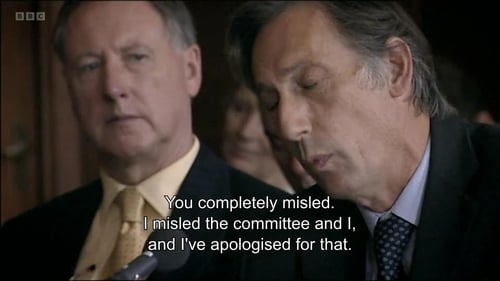 BBC
You completely misled.
I misled the committee and I,
and I've apologised for that.